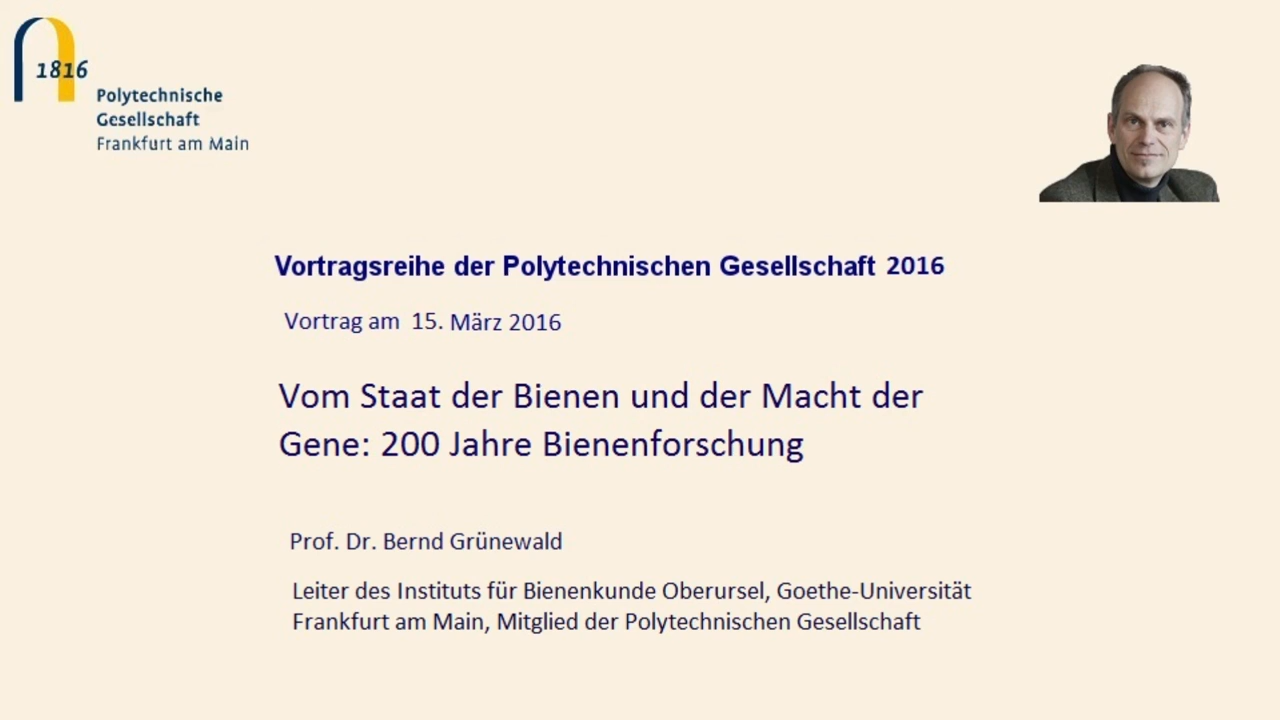 1816
Polytechnische
Gesellschaft
Frankfurt am Main
Vortragsreihe der Polytechnischen Gesellschaft 2016
Vortrag am 15. März 2016
Vom Staat der Bienen und der Macht der
Gene: 200 Jahre Bienenforschung
Prof. Dr. Bernd Grünewald
Leiter des Instituts für Bienenkunde Oberursel, Goethe-Universität
Frankfurt am Main, Mitglied der Polytechnischen Gesellschaft